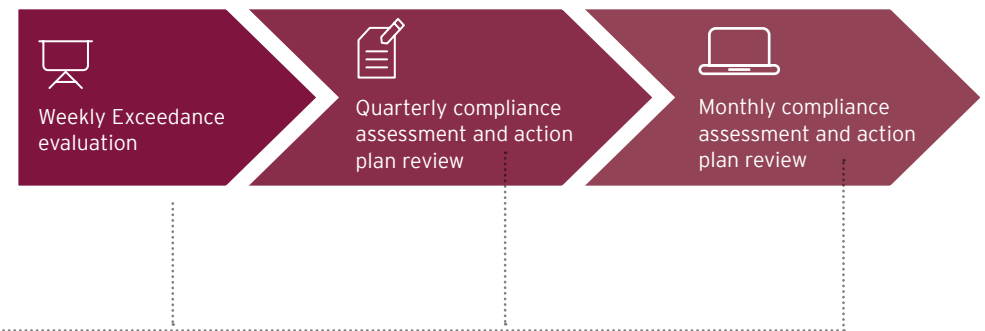 Weekly Exceedance
evaluation
Quarterly compliance
assessment and action
plan review
Monthly compliance
assessment and action
plan review